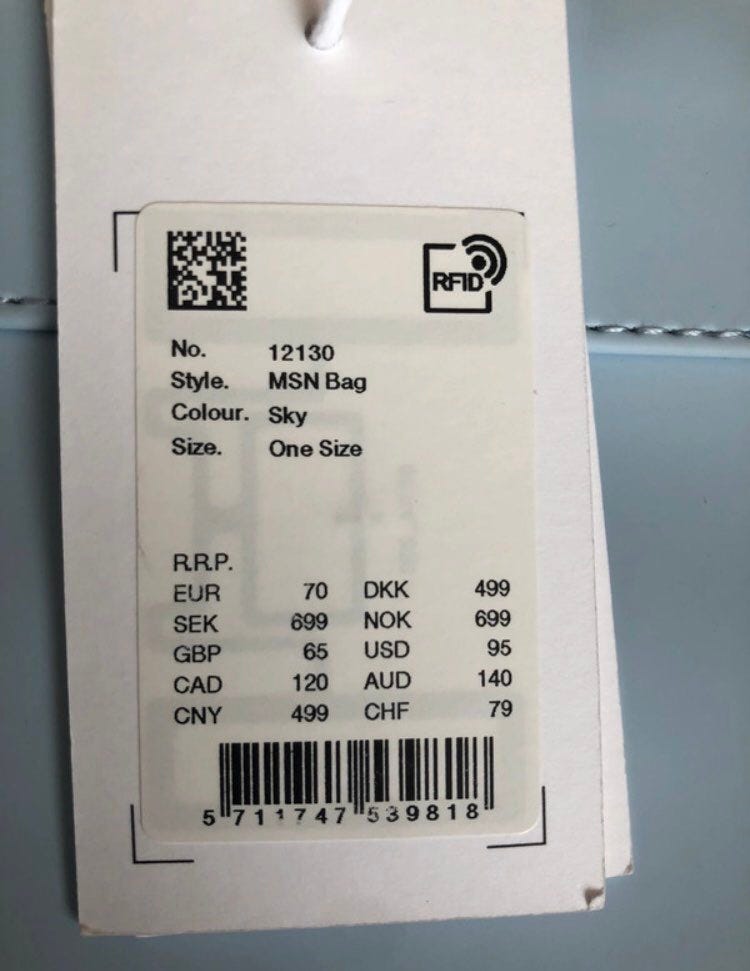 RFID
No. 12130
Style. MSN Bag
Colour. Sky
Size. One Size
R.R.P.
EUR 70 DKK 499
SEK 699 NOK 699
GBP 65 USD 95
CAD 120 AUD 140
CNY 499 CHF 79
5 711747 539818